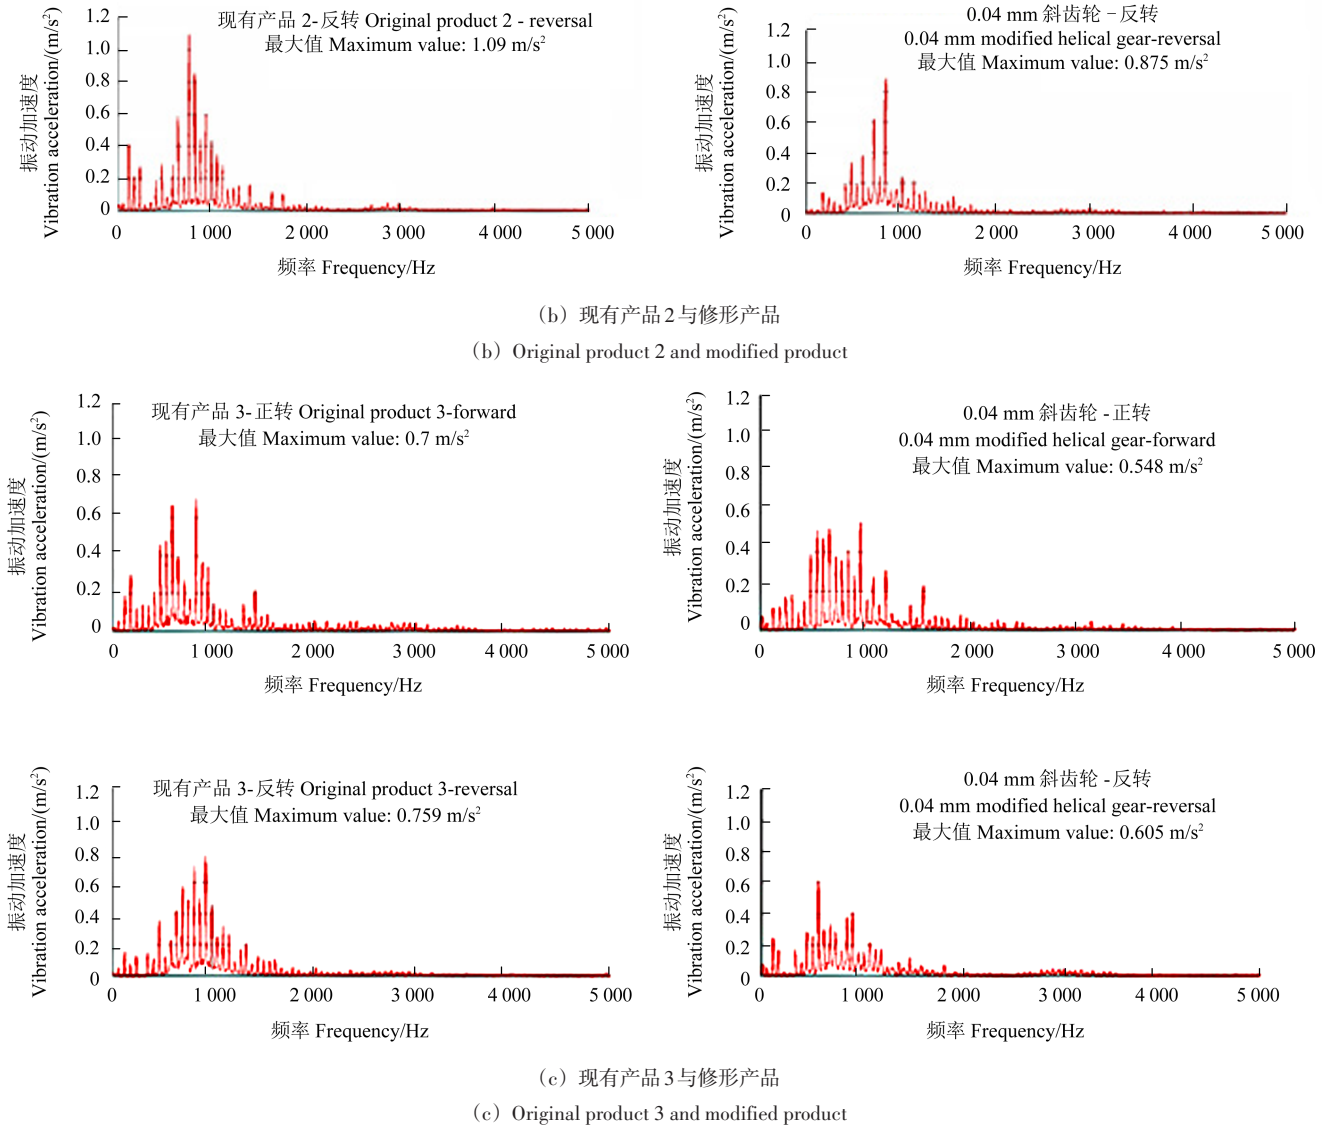 现有产品 2-反转 Original product 2 - reversal
最大值 Maximum value: 1.09 m/s²
振动加速度
Vibration acceleration/(m/s²)
1.2
1.0
0.8
0.6
0.4
0.2
0
0 1 000 2 000 3 000 4 000 5 000
频率 Frequency/Hz
0.04 mm 斜齿轮 -反转
0.04 mm modified helical gear-reversal
最大值 Maximum value: 0.875 m/s²
振动加速度
Vibration acceleration/(m/s²)
1.2
1.0
0.8
0.6
0.4
0.2
0
0 1 000 2 000 3 000 4 000 5 000
频率 Frequency/Hz
（b）现有产品2与修形产品
（b）Original product 2 and modified product
现有产品 3-正转 Original product 3-forward
最大值 Maximum value: 0.7 m/s²
振动加速度
Vibration acceleration/(m/s²)
1.2
1.0
0.8
0.6
0.4
0.2
0
0 1 000 2 000 3 000 4 000 5 000
频率 Frequency/Hz
0.04 mm 斜齿轮 -正转
0.04 mm modified helical gear-forward
最大值 Maximum value: 0.548 m/s²
振动加速度
Vibration acceleration/(m/s²)
1.2
1.0
0.8
0.6
0.4
0.2
0
0 1 000 2 000 3 000 4 000 5 000
频率 Frequency/Hz
现有产品 3-反转 Original product 3-reversal
最大值 Maximum value: 0.759 m/s²
振动加速度
Vibration acceleration/(m/s²)
1.2
1.0
0.8
0.6
0.4
0.2
0
0 1 000 2 000 3 000 4 000 5 000
频率 Frequency/Hz
0.04 mm 斜齿轮 -反转
0.04 mm modified helical gear-reversal
最大值 Maximum value: 0.605 m/s²
振动加速度
Vibration acceleration/(m/s²)
1.2
1.0
0.8
0.6
0.4
0.2
0
0 1 000 2 000 3 000 4 000 5 000
频率 Frequency/Hz
（c）现有产品3与修形产品
（c）Original product 3 and modified product